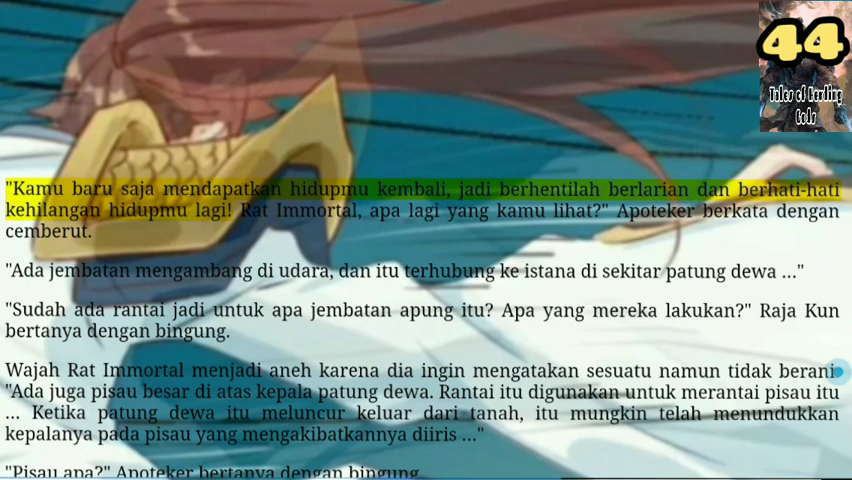 44
Tales of Herding
Gods
"Kamu baru saja mendapatkan hidupmu kembali, jadi berhentilah berlarian dan berhati-hati
kehilangan hidupmu lagi! Rat Immortal, apa lagi yang kamu lihat?" Apoteker berkata dengan
cemberut.
"Ada jembatan mengambang di udara, dan itu terhubung ke istana di sekitar patung dewa ..."
"Sudah ada rantai jadi untuk apa jembatan apung itu? Apa yang mereka lakukan?" Raja Kun
bertanya dengan bingung.
Wajah Rat Immortal menjadi aneh karena dia ingin mengatakan sesuatu namun tidak berani
"Ada juga pisau besar di atas kepala patung dewa. Rantai itu digunakan untuk merantai pisau itu
... Ketika patung dewa itu meluncur keluar dari tanah, itu mungkin telah menundukkan
kepalanya pada pisau yang mengakibatkannya diiris ..."
"Pisau apa?" Apoteker bertanya dengan bingung